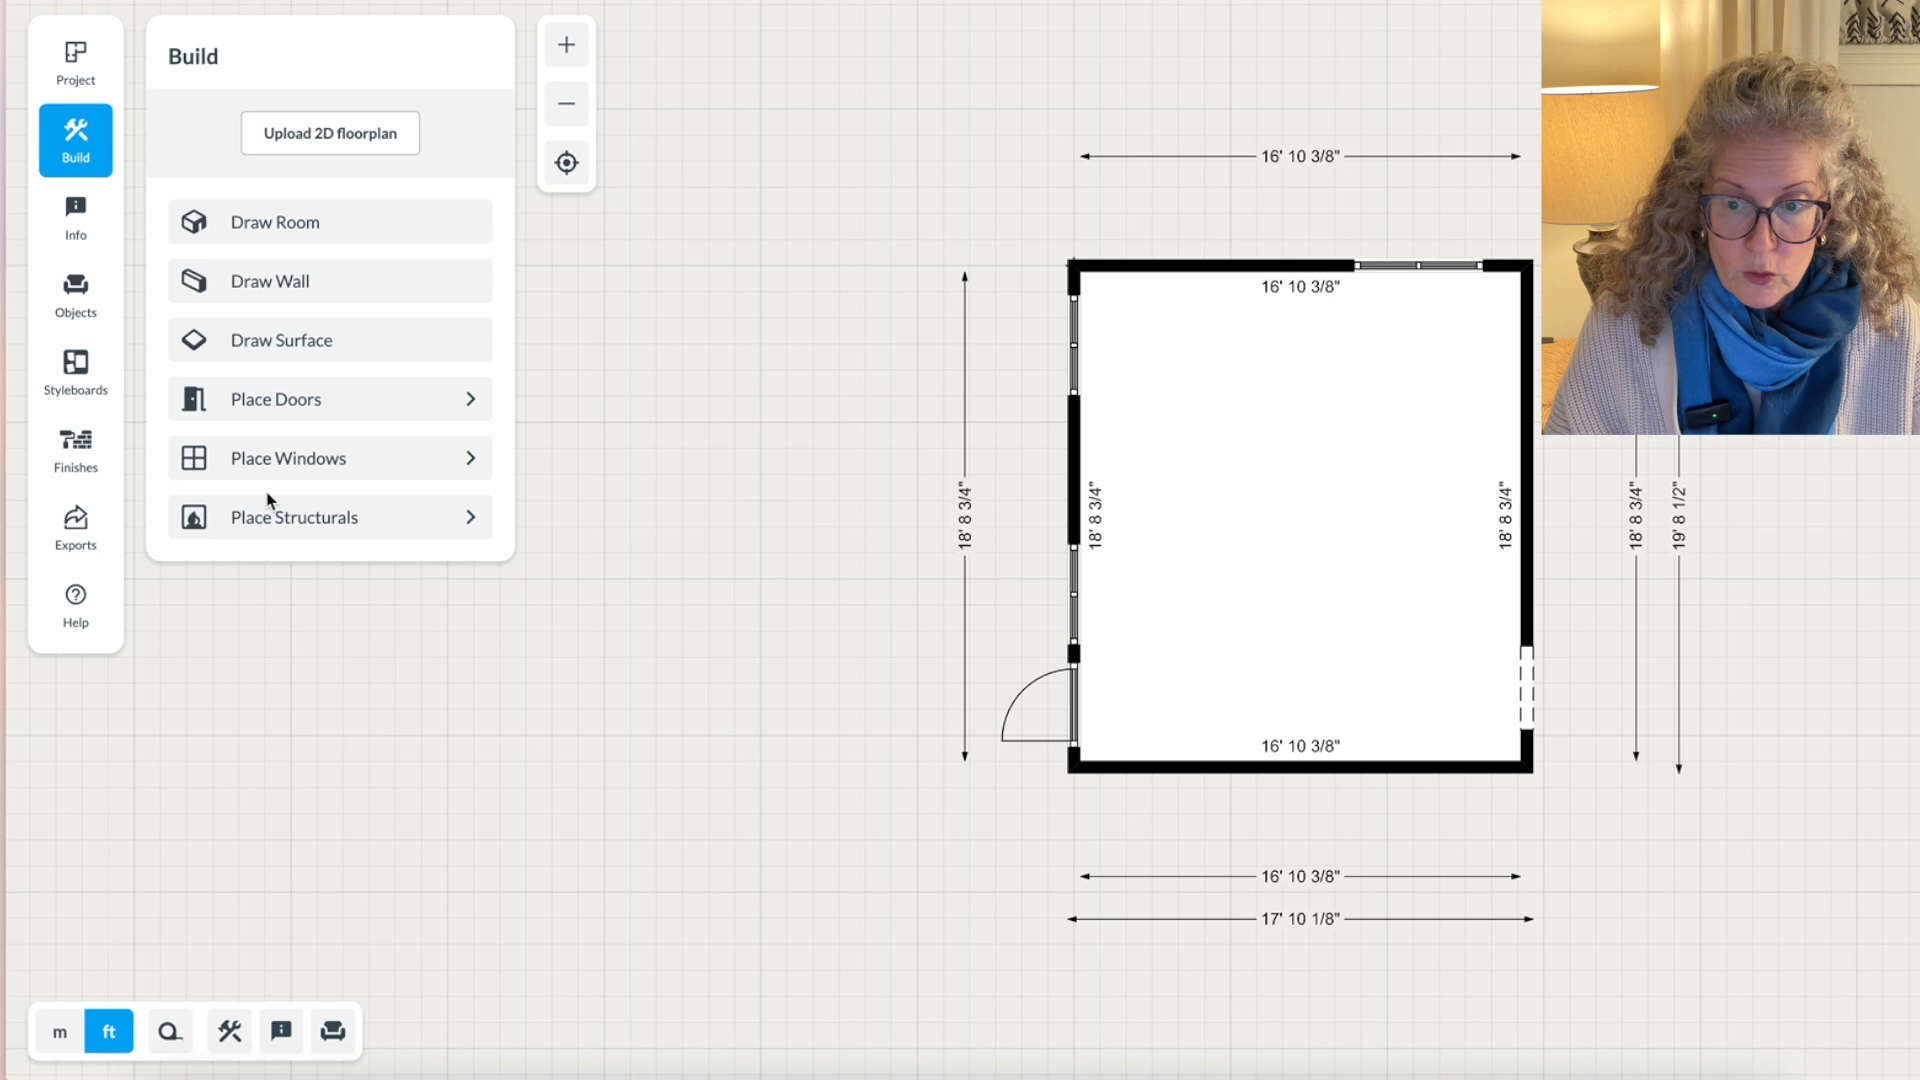 Project
Build
Info
Objects
Styleboards
Finishes
Exports
Help
Build
Upload 2D floorplan
Draw Room
Draw Wall
Draw Surface
Place Doors
Place Windows
Place Structurals
16' 10 3/8"
16' 10 3/8"
18' 8 3/4"
18' 8 3/4"
18' 8 3/4"
18' 8 3/4"
19' 8 1/2"
16' 10 3/8"
16' 10 3/8"
17' 10 1/8"
m
ft